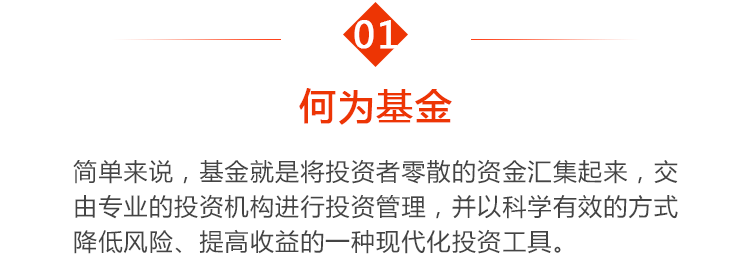 01
何为基金
简单来说，基金就是将投资者零散的资金汇集起来，交
由专业的投资机构进行投资管理，并以科学有效的方式
降低风险、提高收益的一种现代化投资工具。